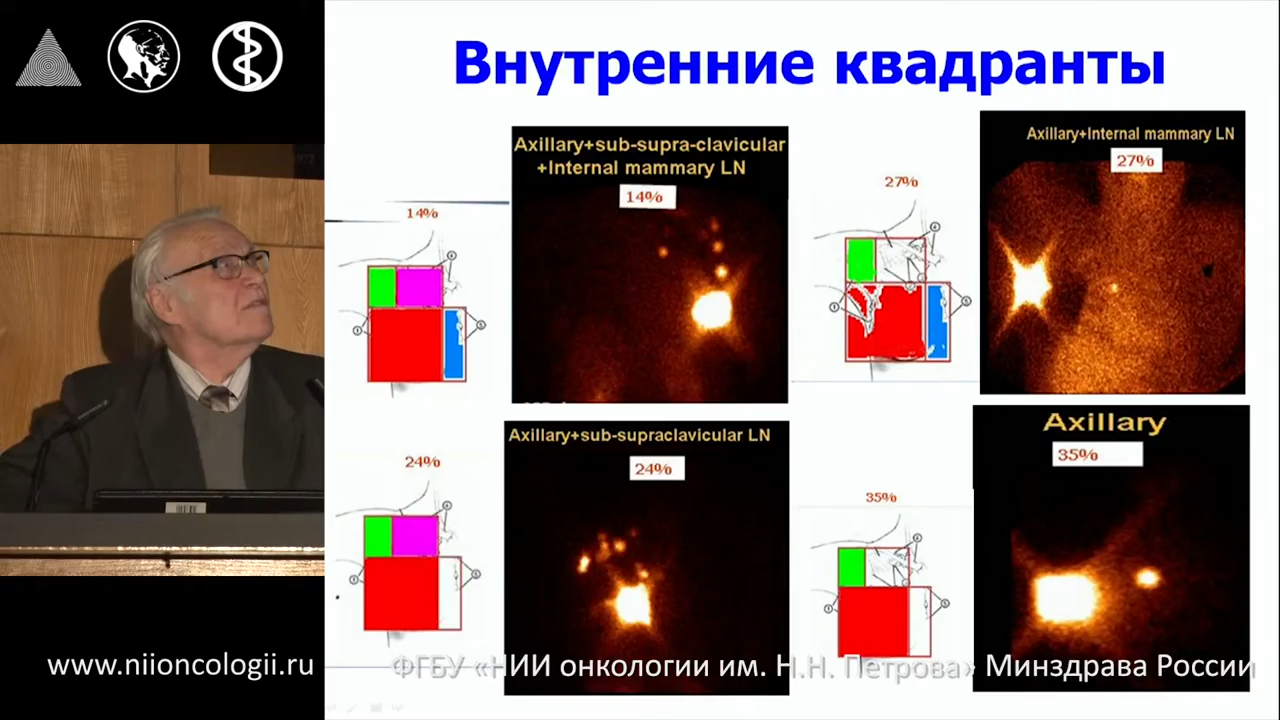 Внутренние квадранты
Axillary+sub-supra-clavicular
+Internal mammary LN
14%
14%
27%
Axillary+Internal mammary LN
27%
24%
Axillary+sub-supraclavicular LN
24%
35%
Axillary
35%
www.niioncologii.ru
ФГБУ «НИИ онкологии им. Н.Н. Петрова» Минздрава России